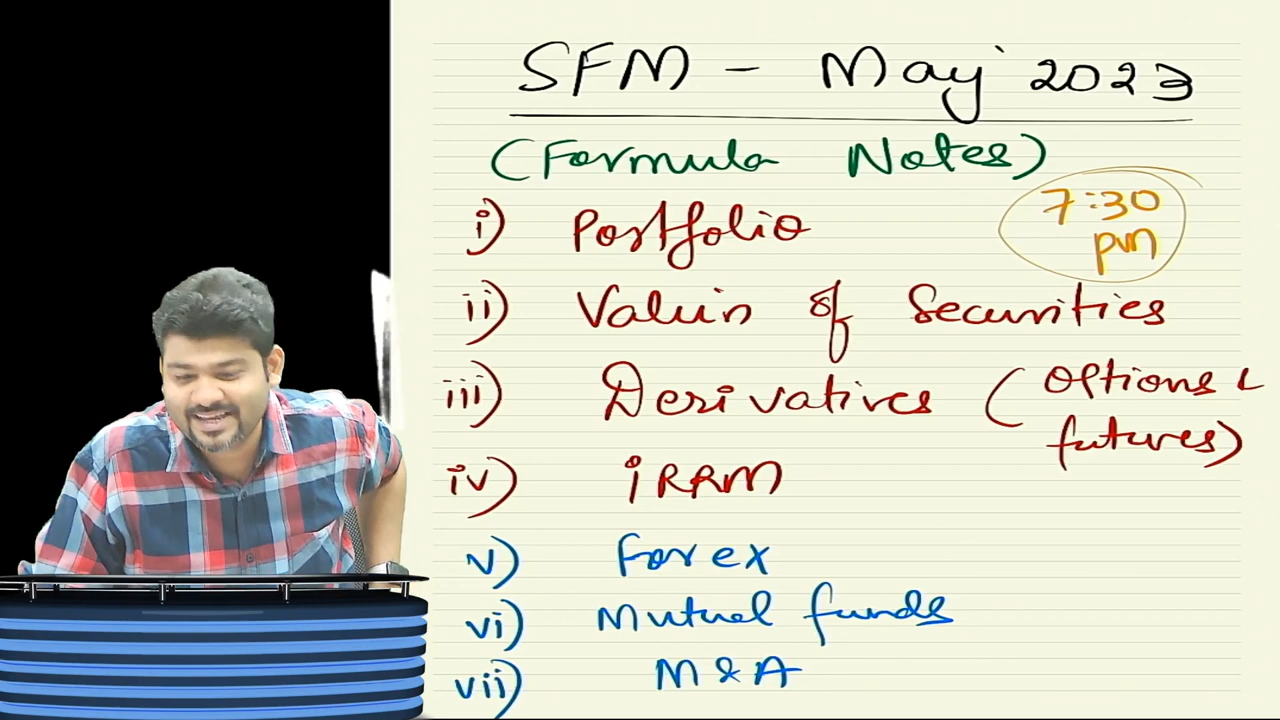 SFM - May 2023
(Formula Notes)
7:30
pm
i) Portfolio
ii) Valuin of Securities
iii) Derivatives (Options &
futures)
iv) iRRM
v) Forex
vi) Mutual funds
vii) M & A